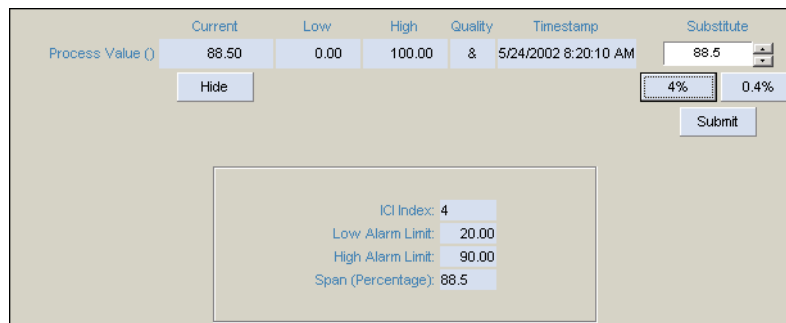 Current Low High Quality Timestamp Substitute
Process Value () 88.50 0.00 100.00 & 5/24/2002 8:20:10 AM 88.5
Hide 4% 0.4%
Submit
ICI Index: 4
Low Alarm Limit: 20.00
High Alarm Limit: 90.00
Span (Percentage): 88.5